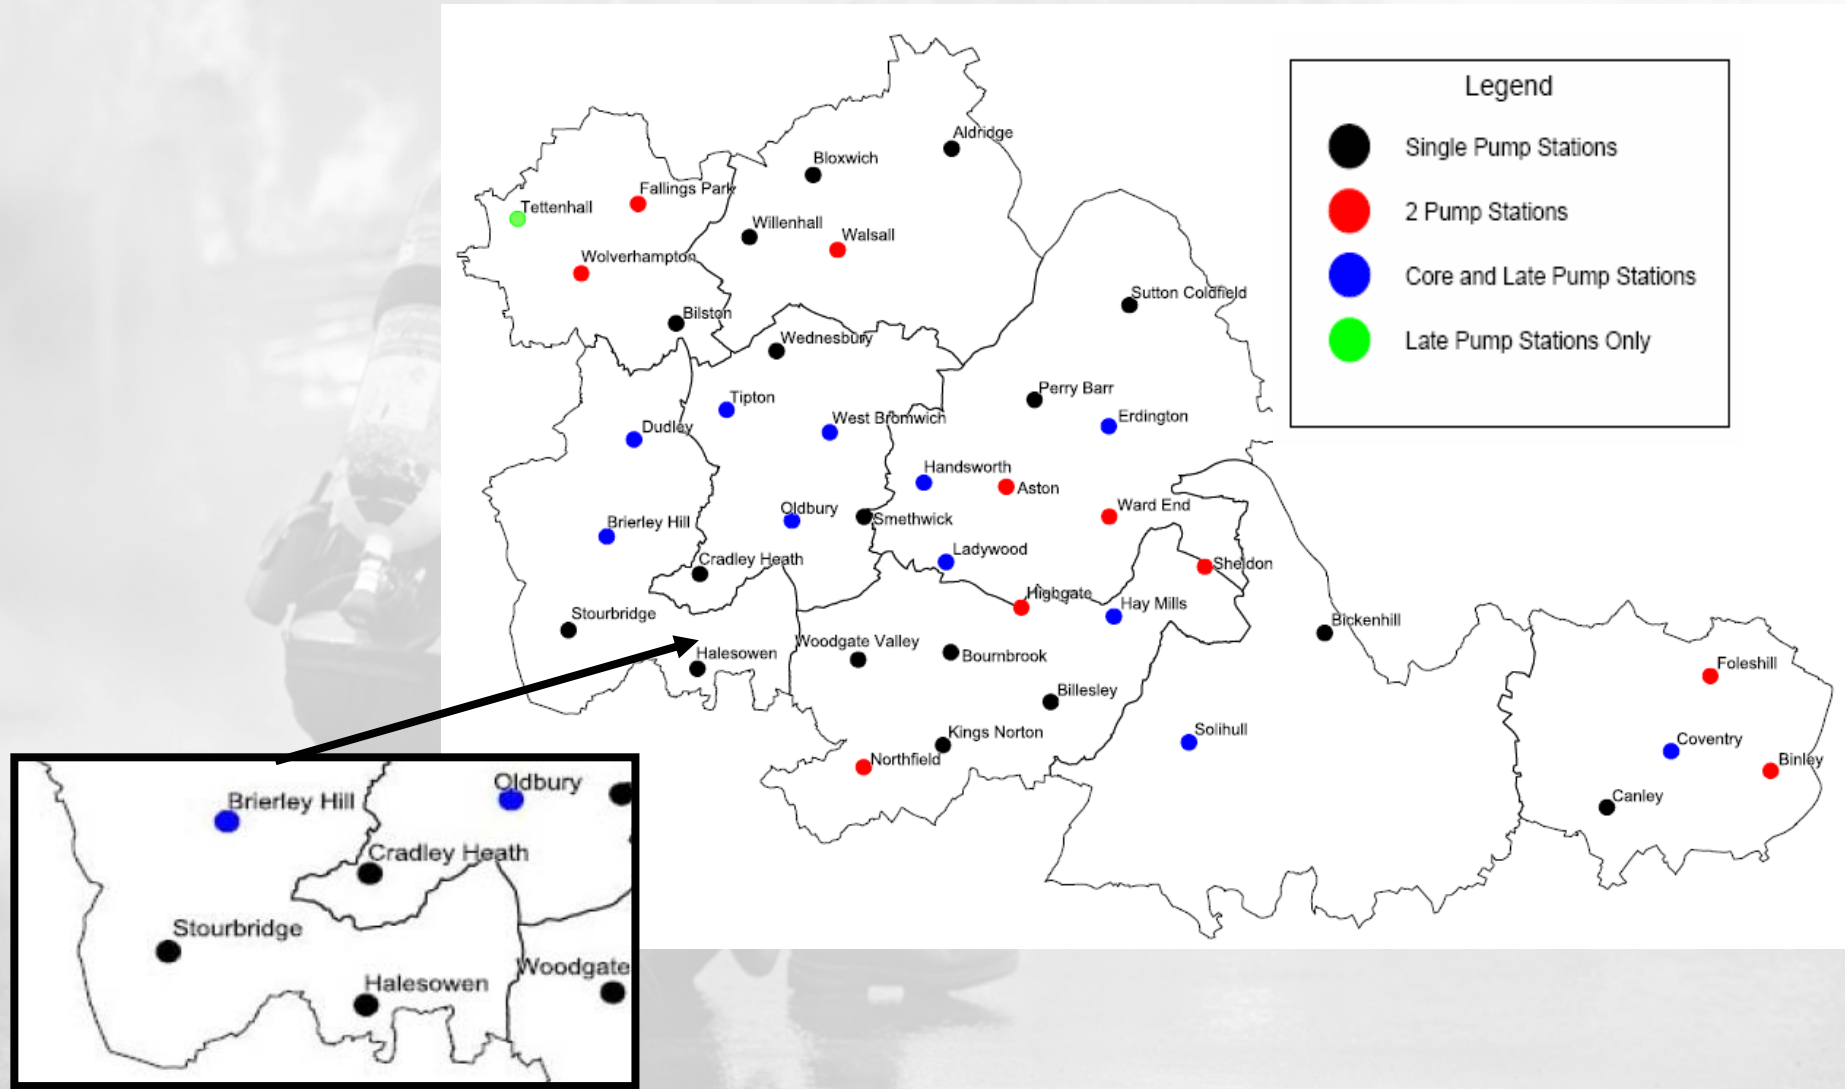 Legend
Single Pump Stations
2 Pump Stations
Core and Late Pump Stations
Late Pump Stations Only
Aldridge
Bloxwich
Fallings Park
Tettenhall
Willenhall
Walsall
Wolverhampton
Sutton Coldfield
Bilston
Wednesbury
Perry Barr
Tipton
Erdington
West Bromwich
Dudley
Handsworth
Aston
Ward End
Oldbury
Smethwick
Brierley Hill
Ladywood
Cradley Heath
Sheldon
Highgate
Hay Mills
Stourbridge
Bickenhill
Woodgate Valley
Halesowen
Bournbrook
Foleshill
Billesley
Solihull
Kings Norton
Coventry
Northfield
Binley
Canley
Oldbury
Brierley Hill
Cradley Heath
Stourbridge
Woodgate
Halesowen